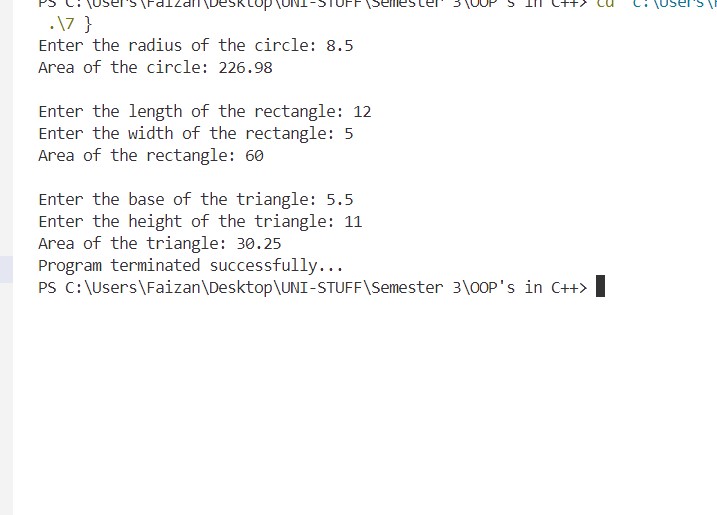 PS C:\Users\Faizan\Desktop\UNI-STUFF\Semester 3\OOP's in C++> cd "c:\Users\
.\7 }
Enter the radius of the circle: 8.5
Area of the circle: 226.98
Enter the length of the rectangle: 12
Enter the width of the rectangle: 5
Area of the rectangle: 60
Enter the base of the triangle: 5.5
Enter the height of the triangle: 11
Area of the triangle: 30.25
Program terminated successfully...
PS C:\Users\Faizan\Desktop\UNI-STUFF\Semester 3\OOP's in C++>